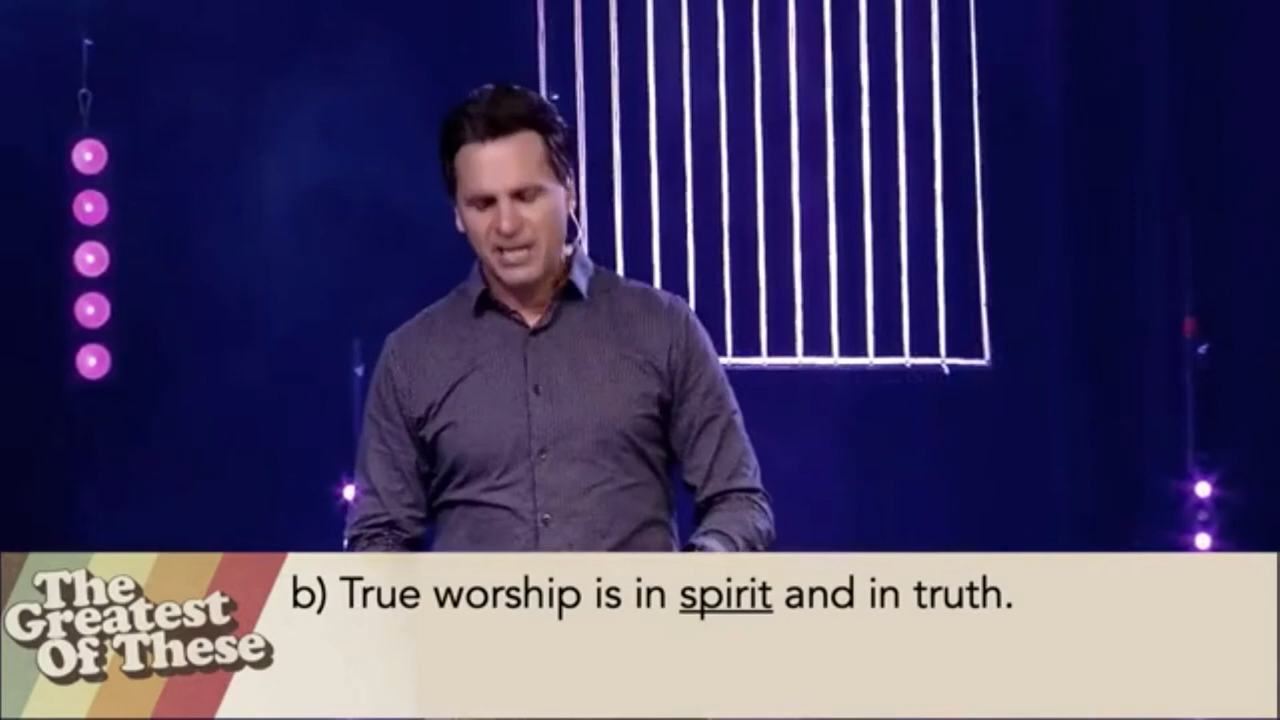 The
Greatest
Of These
b) True worship is in spirit and in truth.